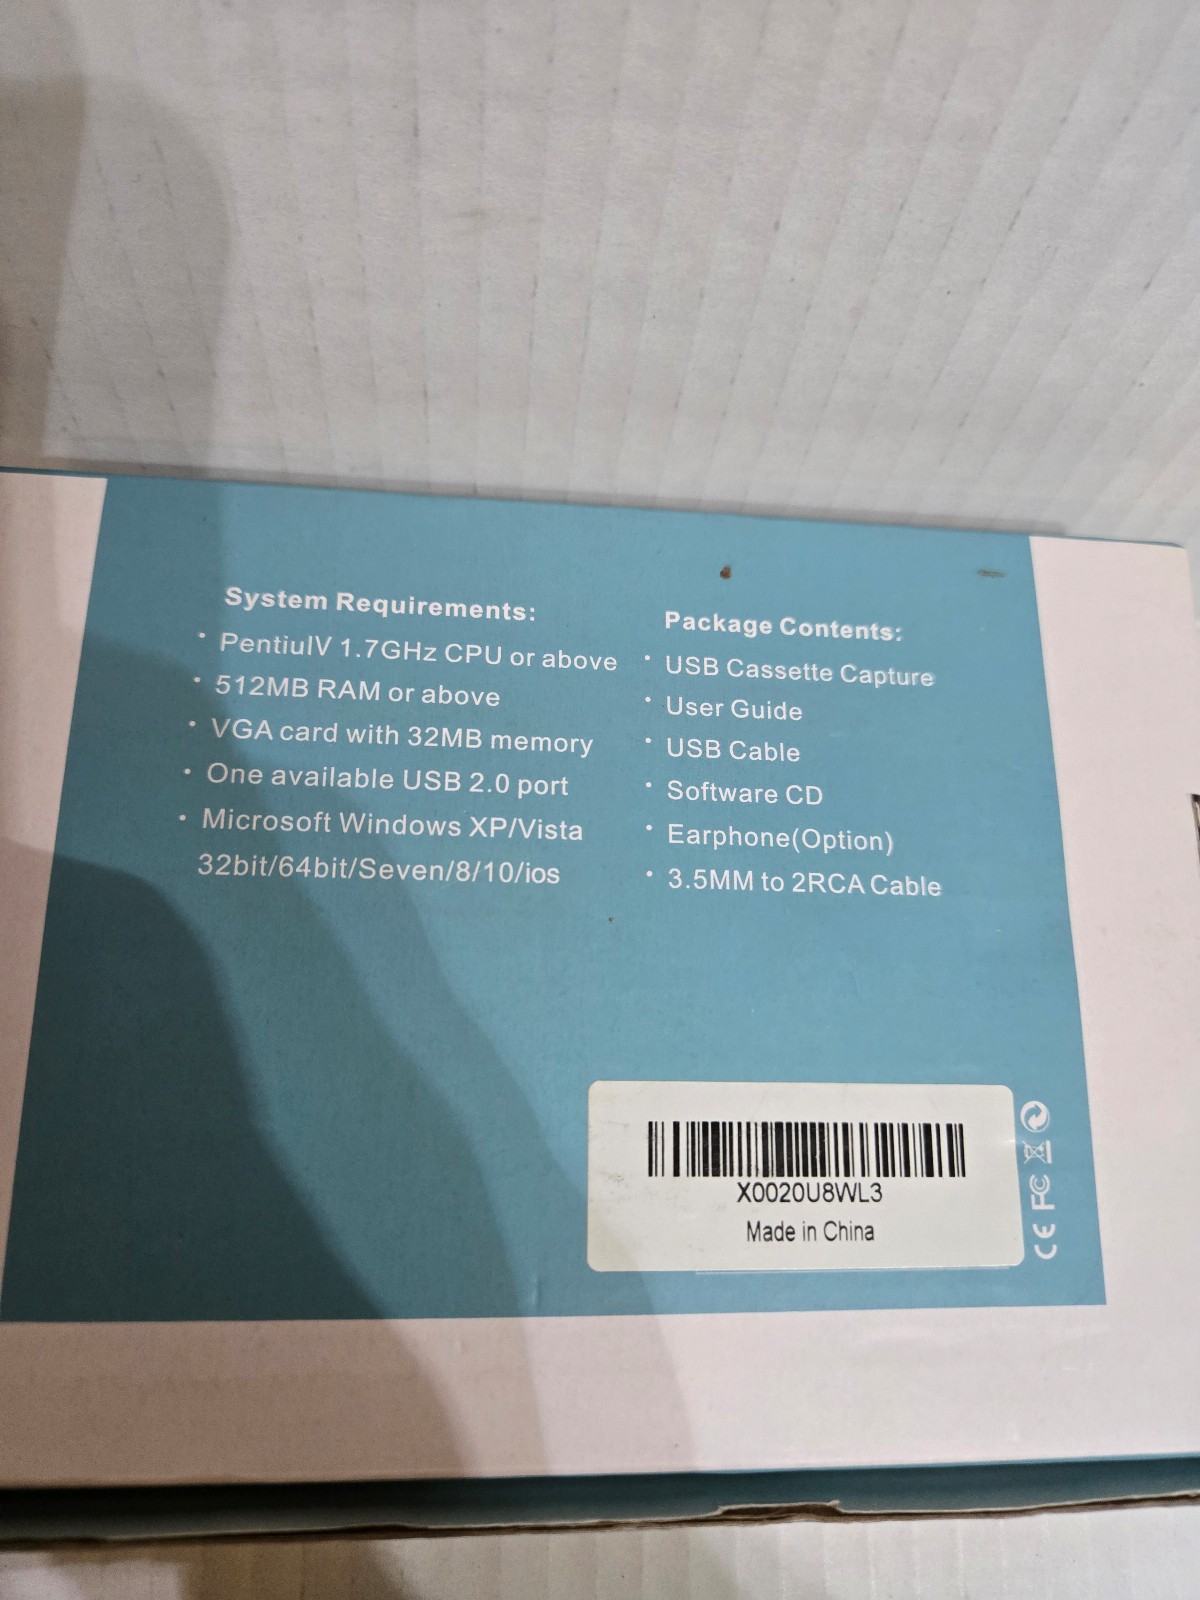 System Requirements:
· PentiuIV 1.7GHz CPU or above
· 512MB RAM or above
· VGA card with 32MB memory
· One available USB 2.0 port
· Microsoft Windows XP/Vista
32bit/64bit/Seven/8/10/ios
Package Contents:
· USB Cassette Capture
· User Guide
· USB Cable
· Software CD
· Earphone(Option)
· 3.5MM to 2RCA Cable
X0020U8WL3
Made in China
CE FC